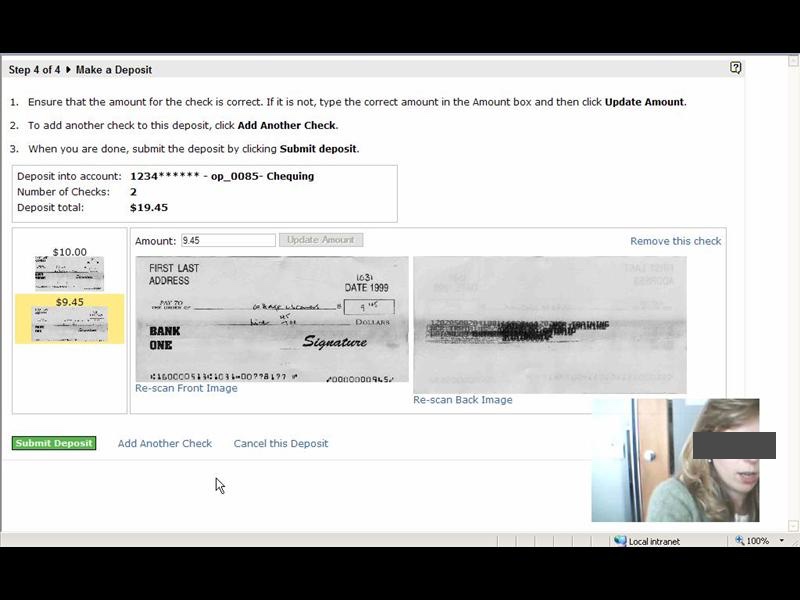 Step 4 of 4 ▸ Make a Deposit
1. Ensure that the amount for the check is correct. If it is not, type the correct amount in the Amount box and then click Update Amount.
2. To add another check to this deposit, click Add Another Check.
3. When you are done, submit the deposit by clicking Submit deposit.
Deposit into account: 1234****** - op_0085- Chequing
Number of Checks: 2
Deposit total: $19.45
$10.00
$9.45
Amount: 9.45 Update Amount
Remove this check
FIRST LAST
ADDRESS
1031
DATE 1999
PAY TO
THE ORDER OF
$ 9 45
DOLLARS
BANK
ONE
Signature
Re-scan Front Image
Re-scan Back Image
Submit Deposit Add Another Check Cancel this Deposit
Local intranet 100%